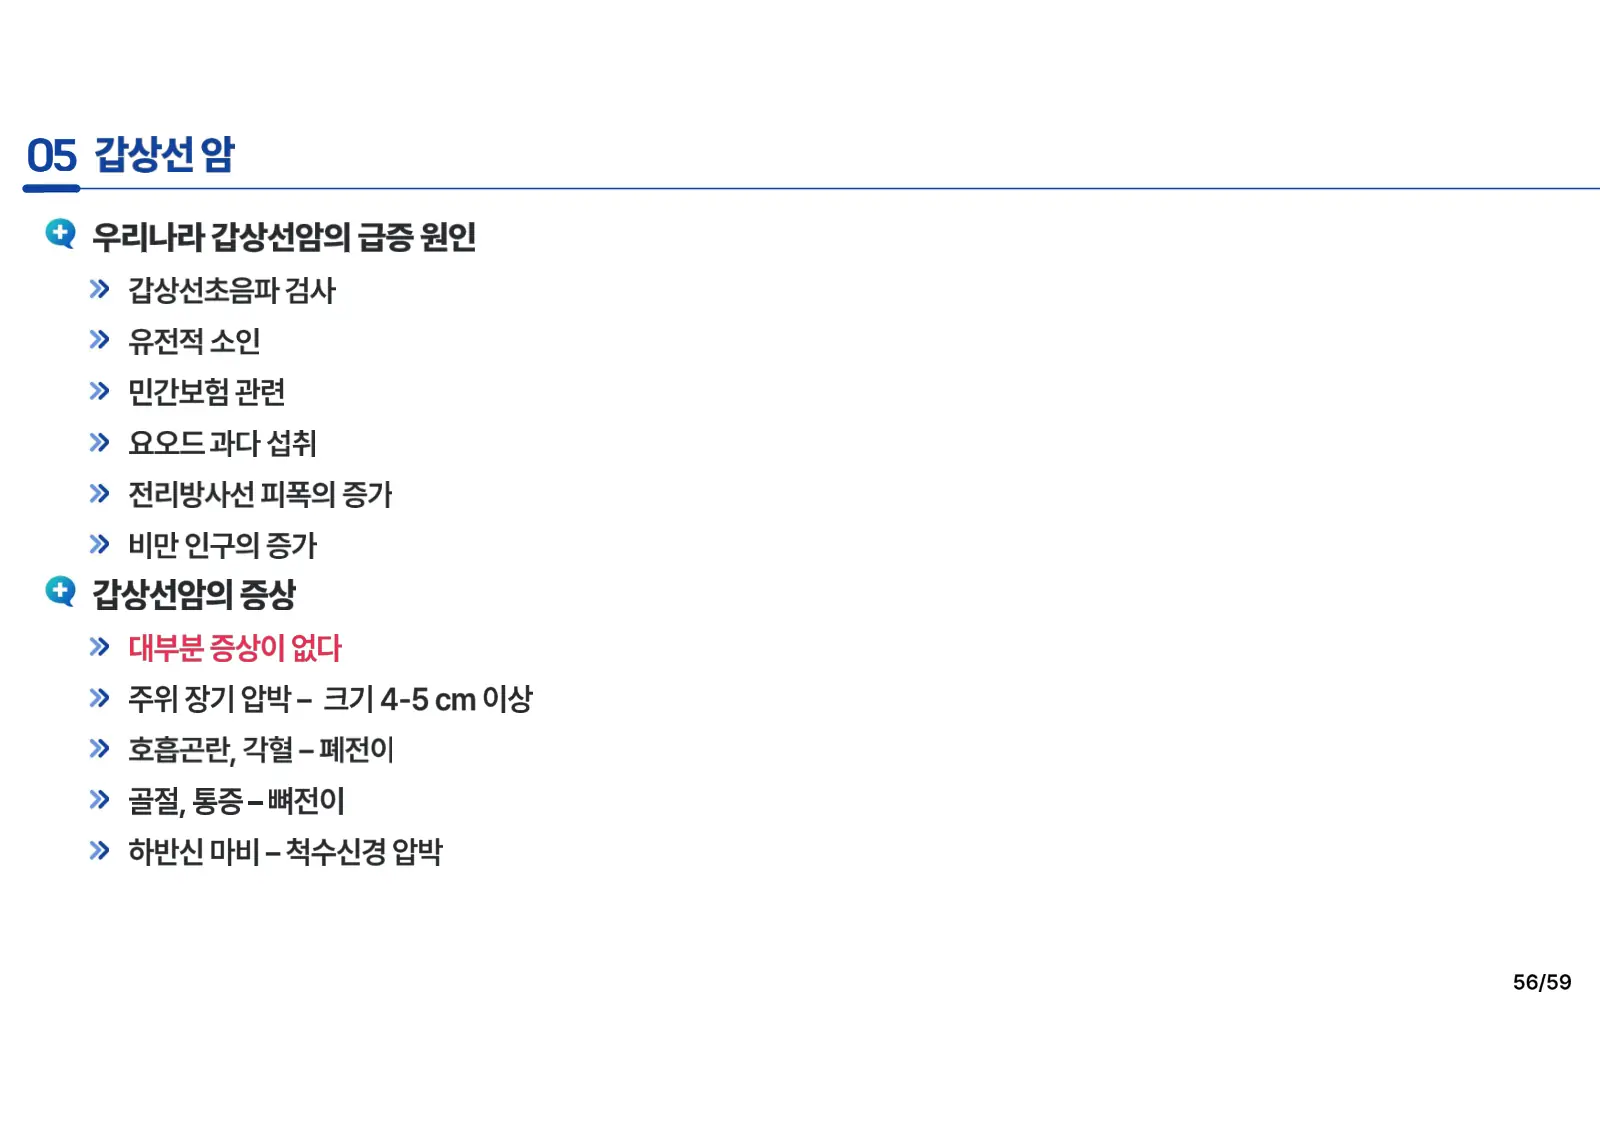 05 갑상선 암
우리나라 갑상선암의 급증 원인
갑상선초음파 검사
유전적 소인
민간보험 관련
요오드 과다 섭취
전리방사선 피폭의 증가
비만 인구의 증가
갑상선암의 증상
대부분 증상이 없다
주위 장기 압박 – 크기 4-5 cm 이상
호흡곤란, 각혈 – 폐전이
골절, 통증 – 뼈전이
하반신 마비 – 척수신경 압박
56/59